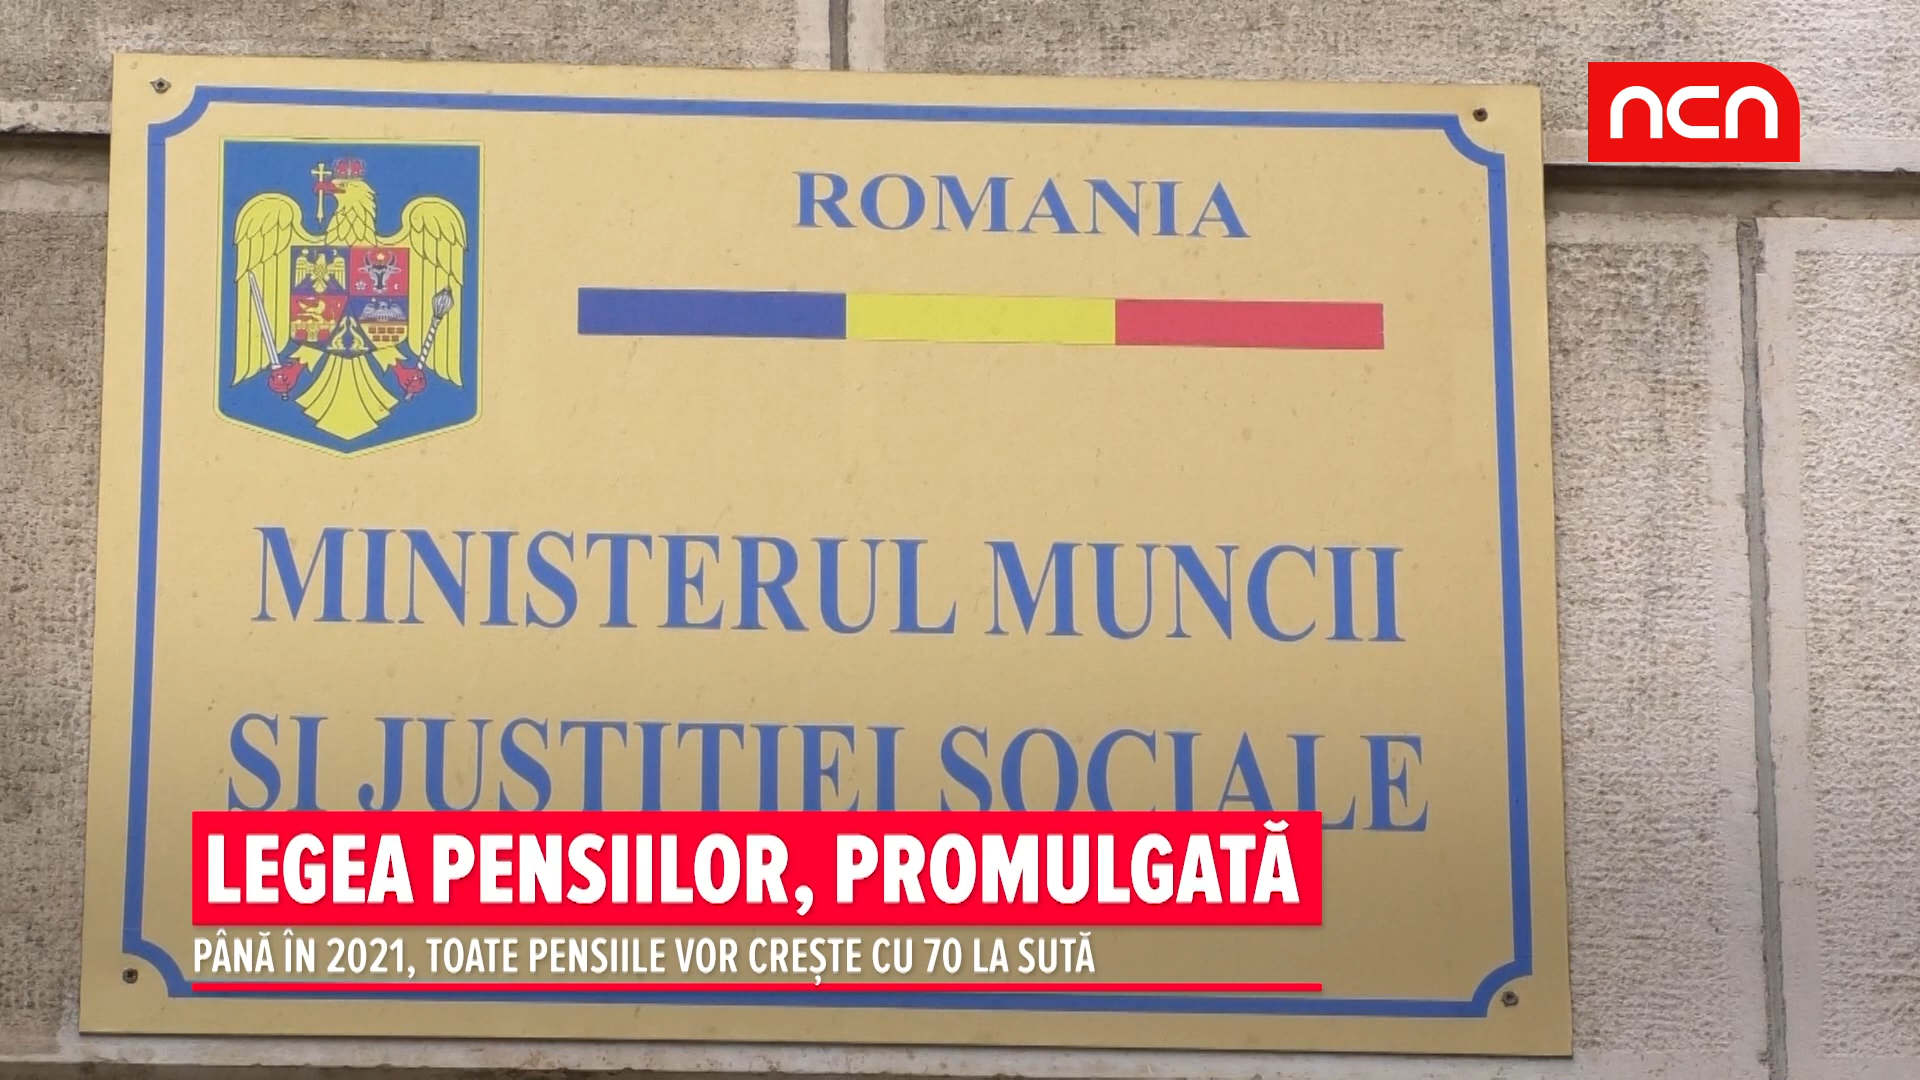 ncn
ROMANIA
MINISTERUL MUNCII
SI JUSTITIEI SOCIALE
LEGEA PENSIILOR, PROMULGATĂ
PÂNĂ ÎN 2021, TOATE PENSIILE VOR CREȘTE CU 70 LA SUTĂ